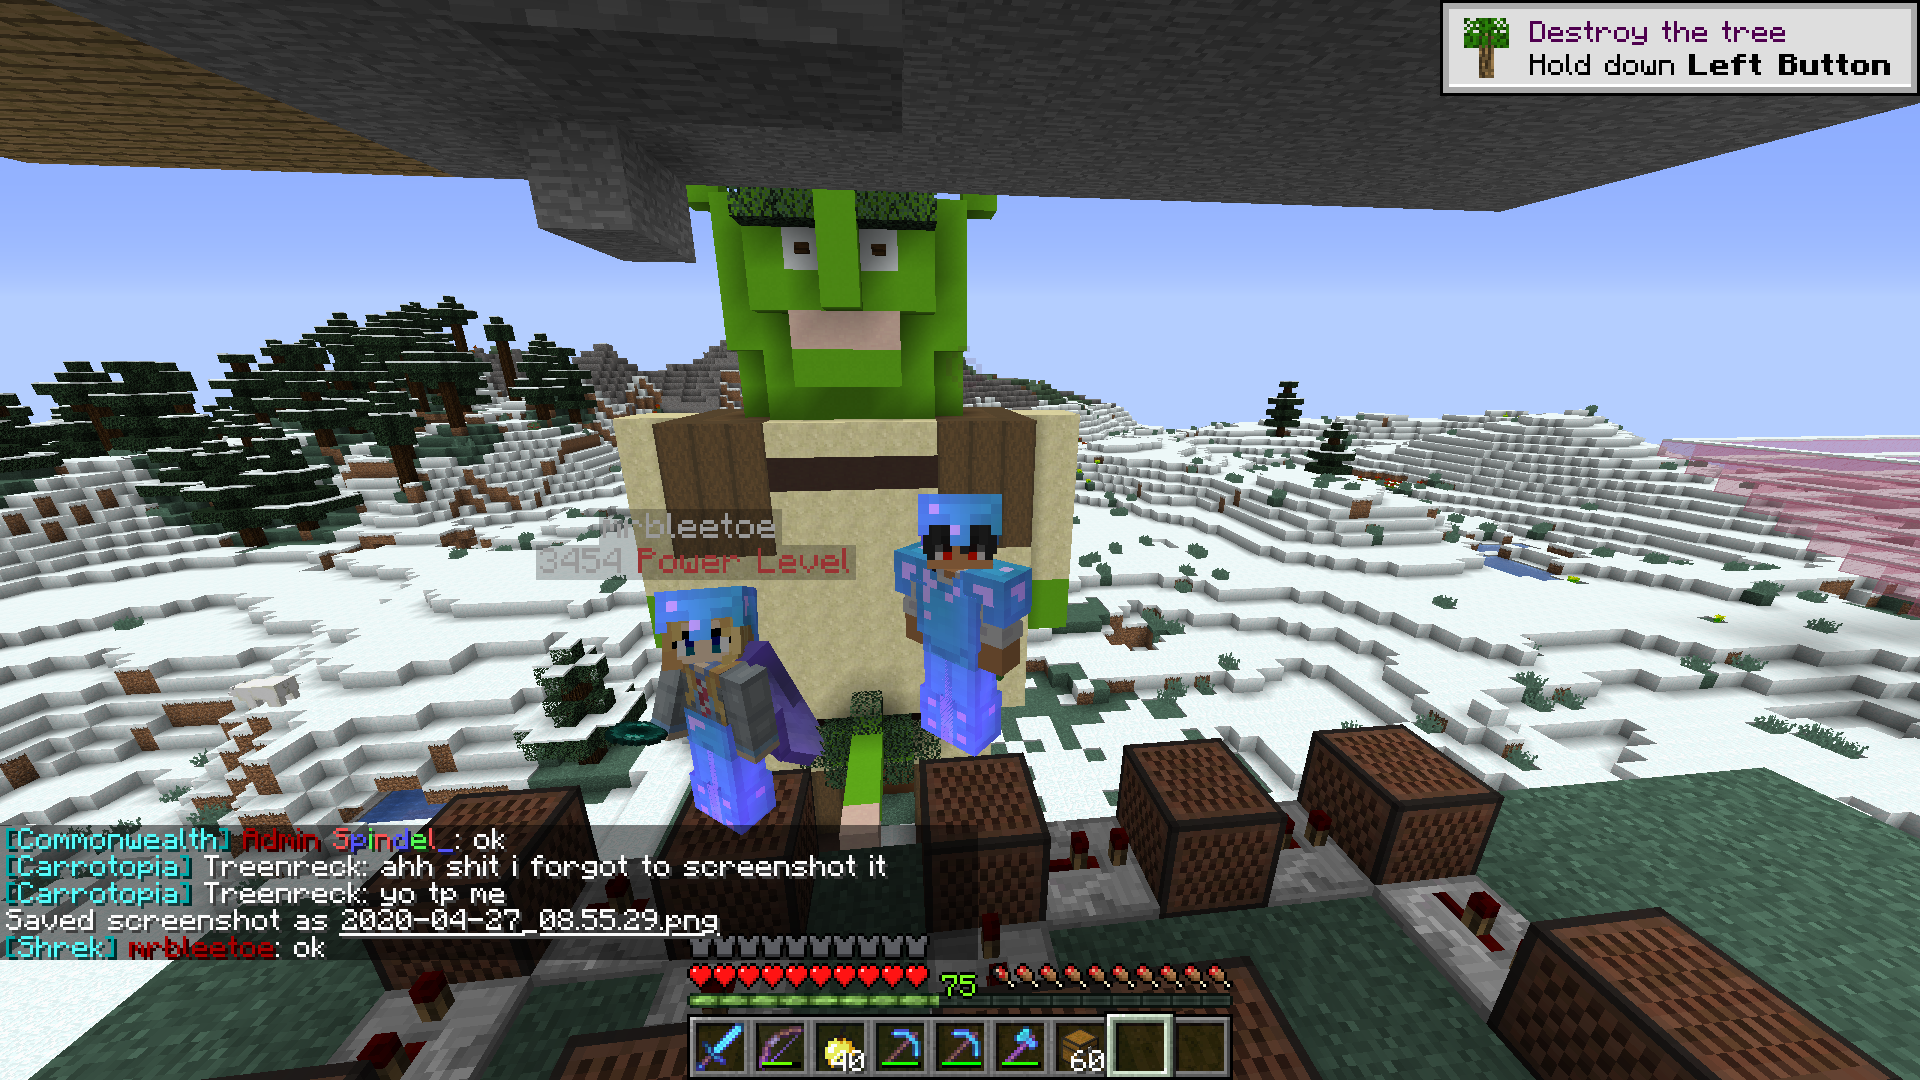 Destroy the tree
Hold down Left Button
mrbleetoe
3454 Power Level
[Commonwealth] Admin Spindel_: ok
[Carrotopia] Treenreck: ahh shit i forgot to screenshot it
[Carrotopia] Treenreck: yo tp me
Saved screenshot as 2020-04-27_08.55.29.png
[Shrek] mrbleetoe: ok
75
40
60